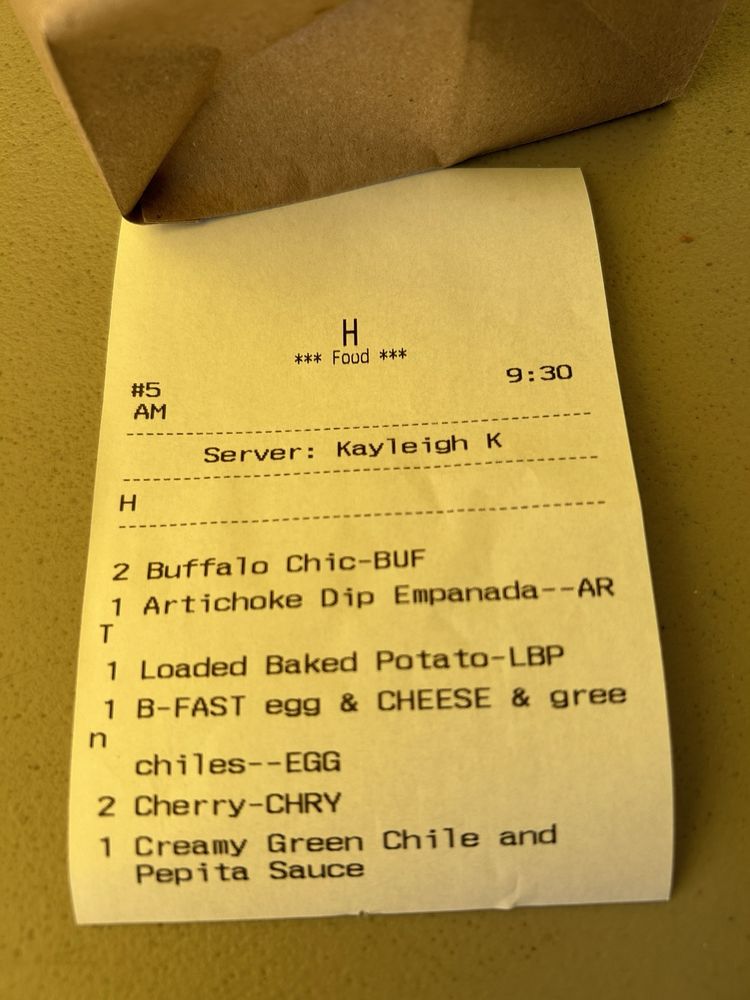 H
*** Food ***
#5 9:30
AM
Server: Kayleigh K
H
2 Buffalo Chic-BUF
1 Artichoke Dip Empanada--AR
T
1 Loaded Baked Potato-LBP
1 B-FAST egg & CHEESE & gree
n
chiles--EGG
2 Cherry-CHRY
1 Creamy Green Chile and
Pepita Sauce